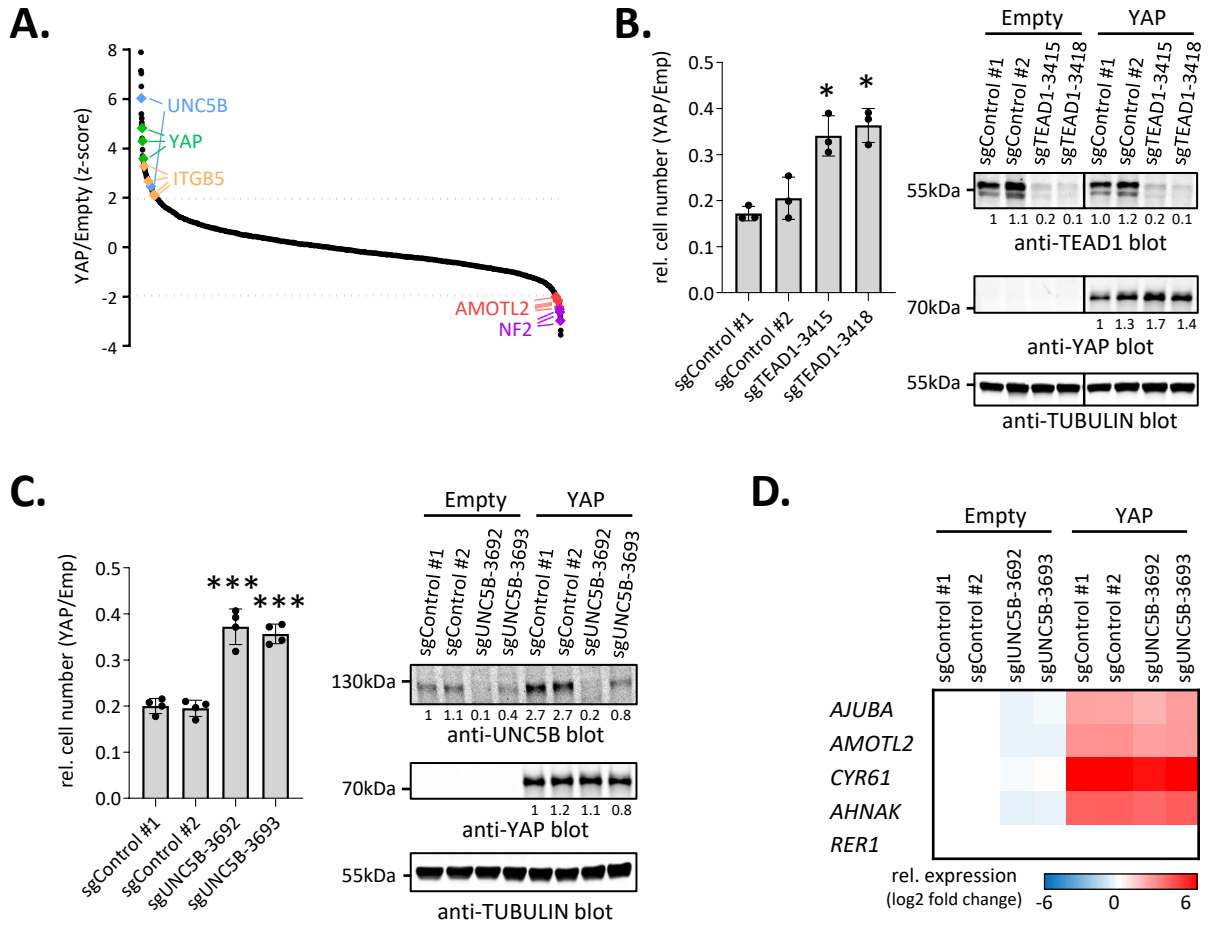 A.
YAP/Empty (z-score)
8
6
4
2
0
-2
-4
UNC5B
YAP
ITGB5
AMOTL2
NF2
B.
rel. cell number (YAP/Emp)
0.5
0.4
0.3
0.2
0.1
0.0
*
*
sgControl #1
sgControl #2
sgTEAD1-3415
sgTEAD1-3418
Empty
YAP
sgControl #1
sgControl #2
sgTEAD1-3415
sgTEAD1-3418
sgControl #1
sgControl #2
sgTEAD1-3415
sgTEAD1-3418
55kDa
1 1.1 0.2 0.1 1.0 1.2 0.2 0.1
anti-TEAD1 blot
70kDa
1 1.3 1.7 1.4
anti-YAP blot
55kDa
anti-TUBULIN blot
C.
rel. cell number (YAP/Emp)
0.5
0.4
0.3
0.2
0.1
0.0
***
***
sgControl #1
sgControl #2
sgUNC5B-3692
sgUNC5B-3693
Empty
YAP
sgControl #1
sgControl #2
sgUNC5B-3692
sgUNC5B-3693
sgControl #1
sgControl #2
sgUNC5B-3692
sgUNC5B-3693
130kDa
1 1.1 0.1 0.4 2.7 2.7 0.2 0.8
anti-UNC5B blot
70kDa
1 1.2 1.1 0.8
anti-YAP blot
55kDa
anti-TUBULIN blot
D.
Empty
YAP
sgControl #1
sgControl #2
sgUNC5B-3692
sgUNC5B-3693
sgControl #1
sgControl #2
sgUNC5B-3692
sgUNC5B-3693
AJUBA
AMOTL2
CYR61
AHNAK
RER1
rel. expression
(log2 fold change)
-6 0 6